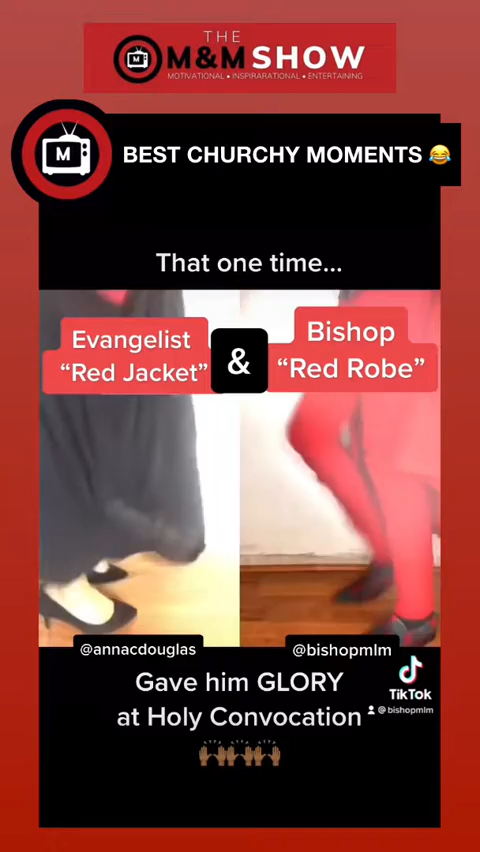 THE
M&M SHOW
MOTIVATIONAL • INSPIRARATIONAL • ENTERTAINING
M
BEST CHURCHY MOMENTS 😂
That one time...
Evangelist
“Red Jacket”
&
Bishop
“Red Robe”
@annacdouglas
@bishopmlm
Gave him GLORY
at Holy Convocation
🙌🏾🙌🏾🙌🏾
TikTok
@bishopmlm